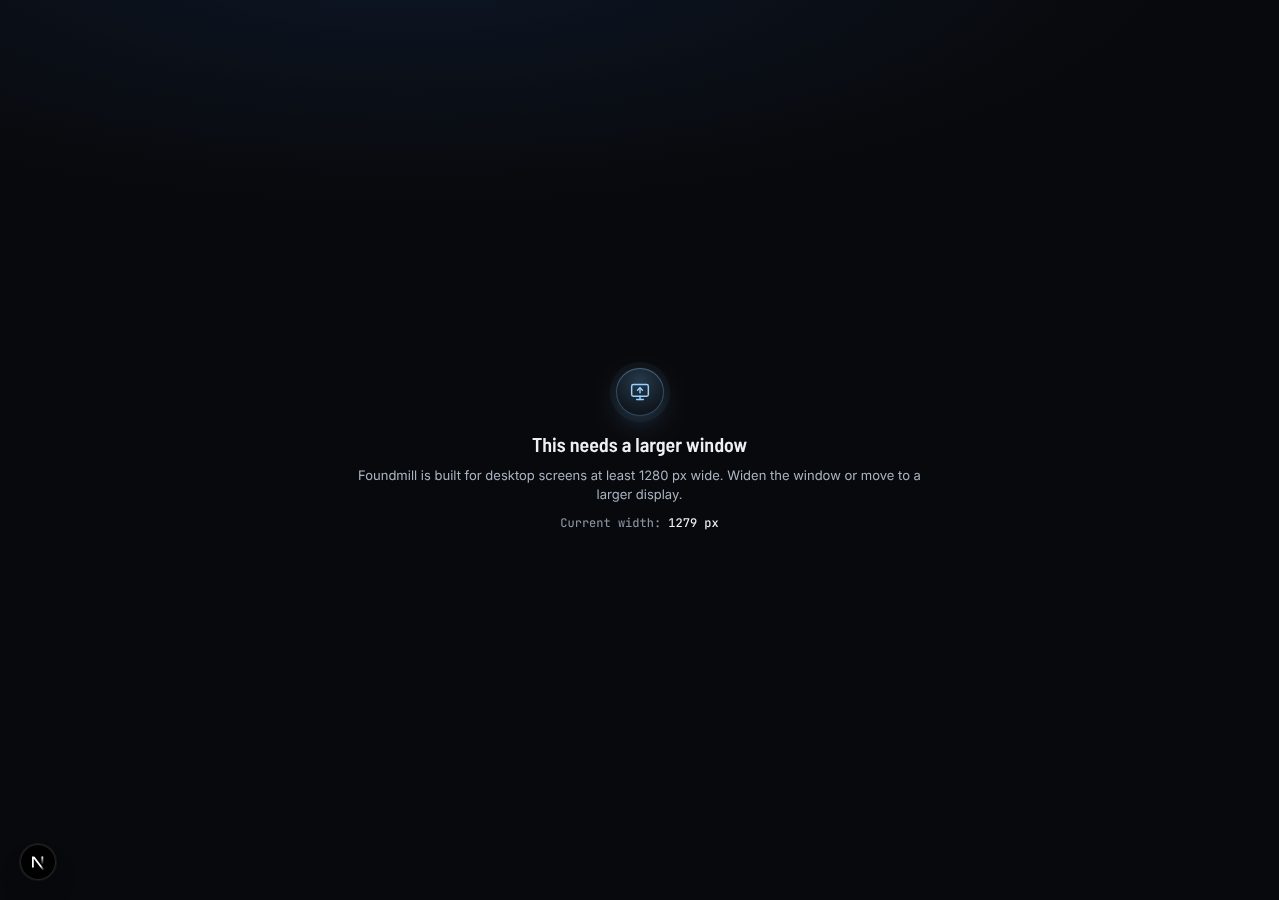 This needs a larger window
Foundmill is built for desktop screens at least 1280 px wide. Widen the window or move to a
larger display.
Current width: 1279 px
N